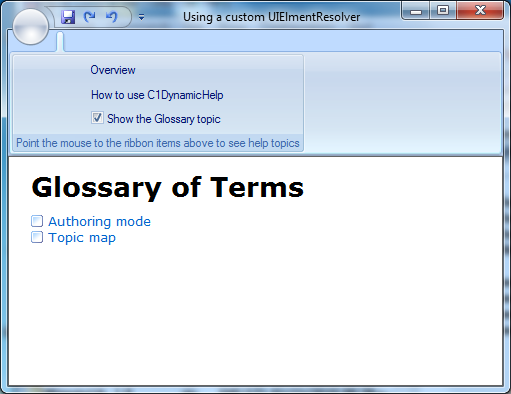 Using a custom UIElmentResolver
Overview
How to use C1DynamicHelp
Show the Glossary topic
Point the mouse to the ribbon items above to see help topics
Glossary of Terms
Authoring mode
Topic map